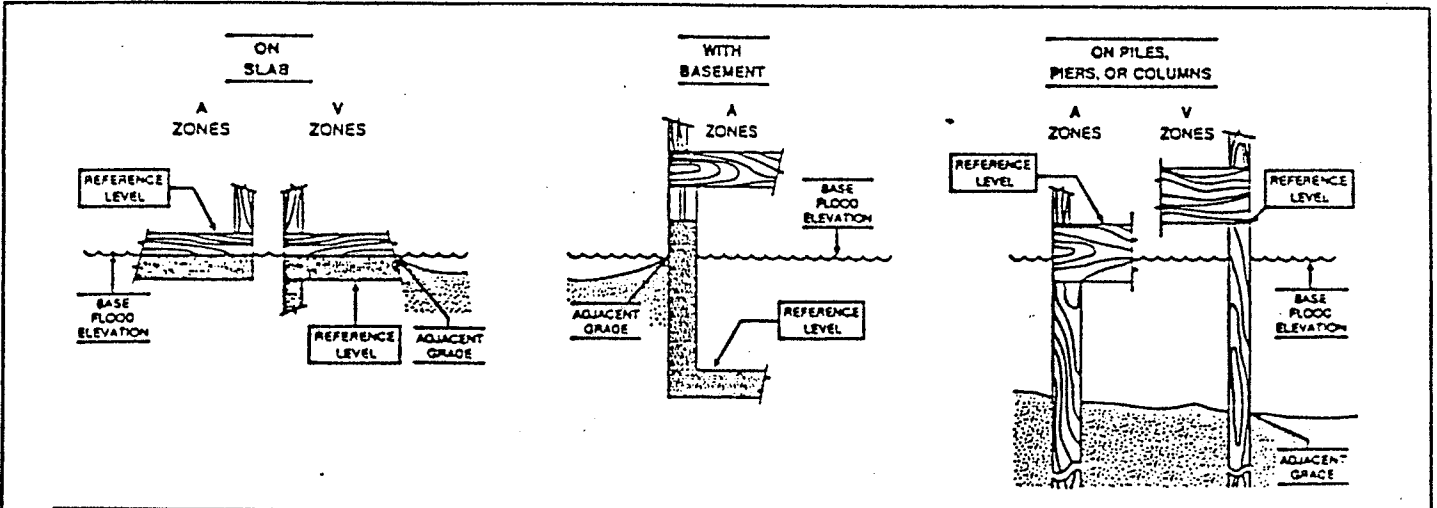 ON
SLAB
A
ZONES
V
ZONES
REFERENCE
LEVEL
BASE
FLOOD
ELEVATION
REFERENCE
LEVEL
ADJACENT
GRADE
WITH
BASEMENT
A
ZONES
BASE
FLOOD
ELEVATION
ADJACENT
GRADE
REFERENCE
LEVEL
ON PILES,
PIERS, OR COLUMNS
A
ZONES
V
ZONES
REFERENCE
LEVEL
REFERENCE
LEVEL
BASE
FLOOD
ELEVATION
ADJACENT
GRADE